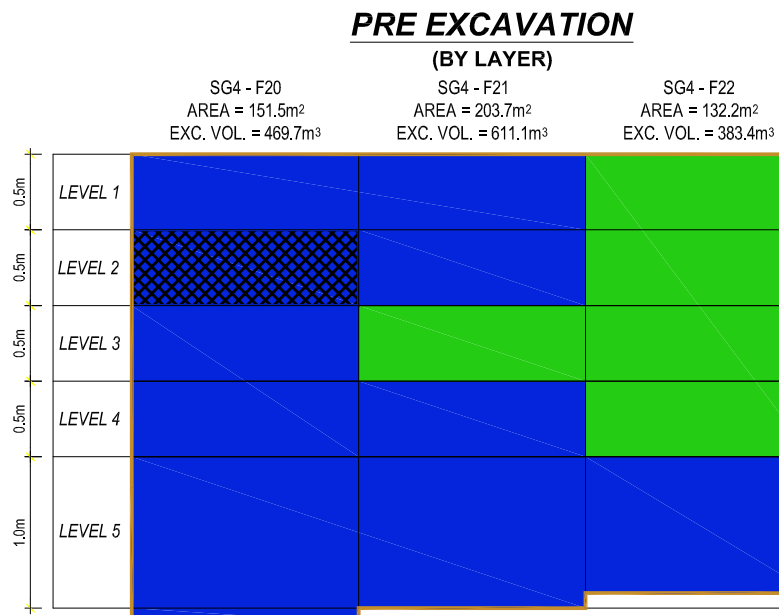 PRE EXCAVATION
(BY LAYER)
SG4 - F20
AREA = 151.5m²
EXC. VOL. = 469.7m³
SG4 - F21
AREA = 203.7m²
EXC. VOL. = 611.1m³
SG4 - F22
AREA = 132.2m²
EXC. VOL. = 383.4m³
0.5m
LEVEL 1
0.5m
LEVEL 2
0.5m
LEVEL 3
0.5m
LEVEL 4
1.0m
LEVEL 5